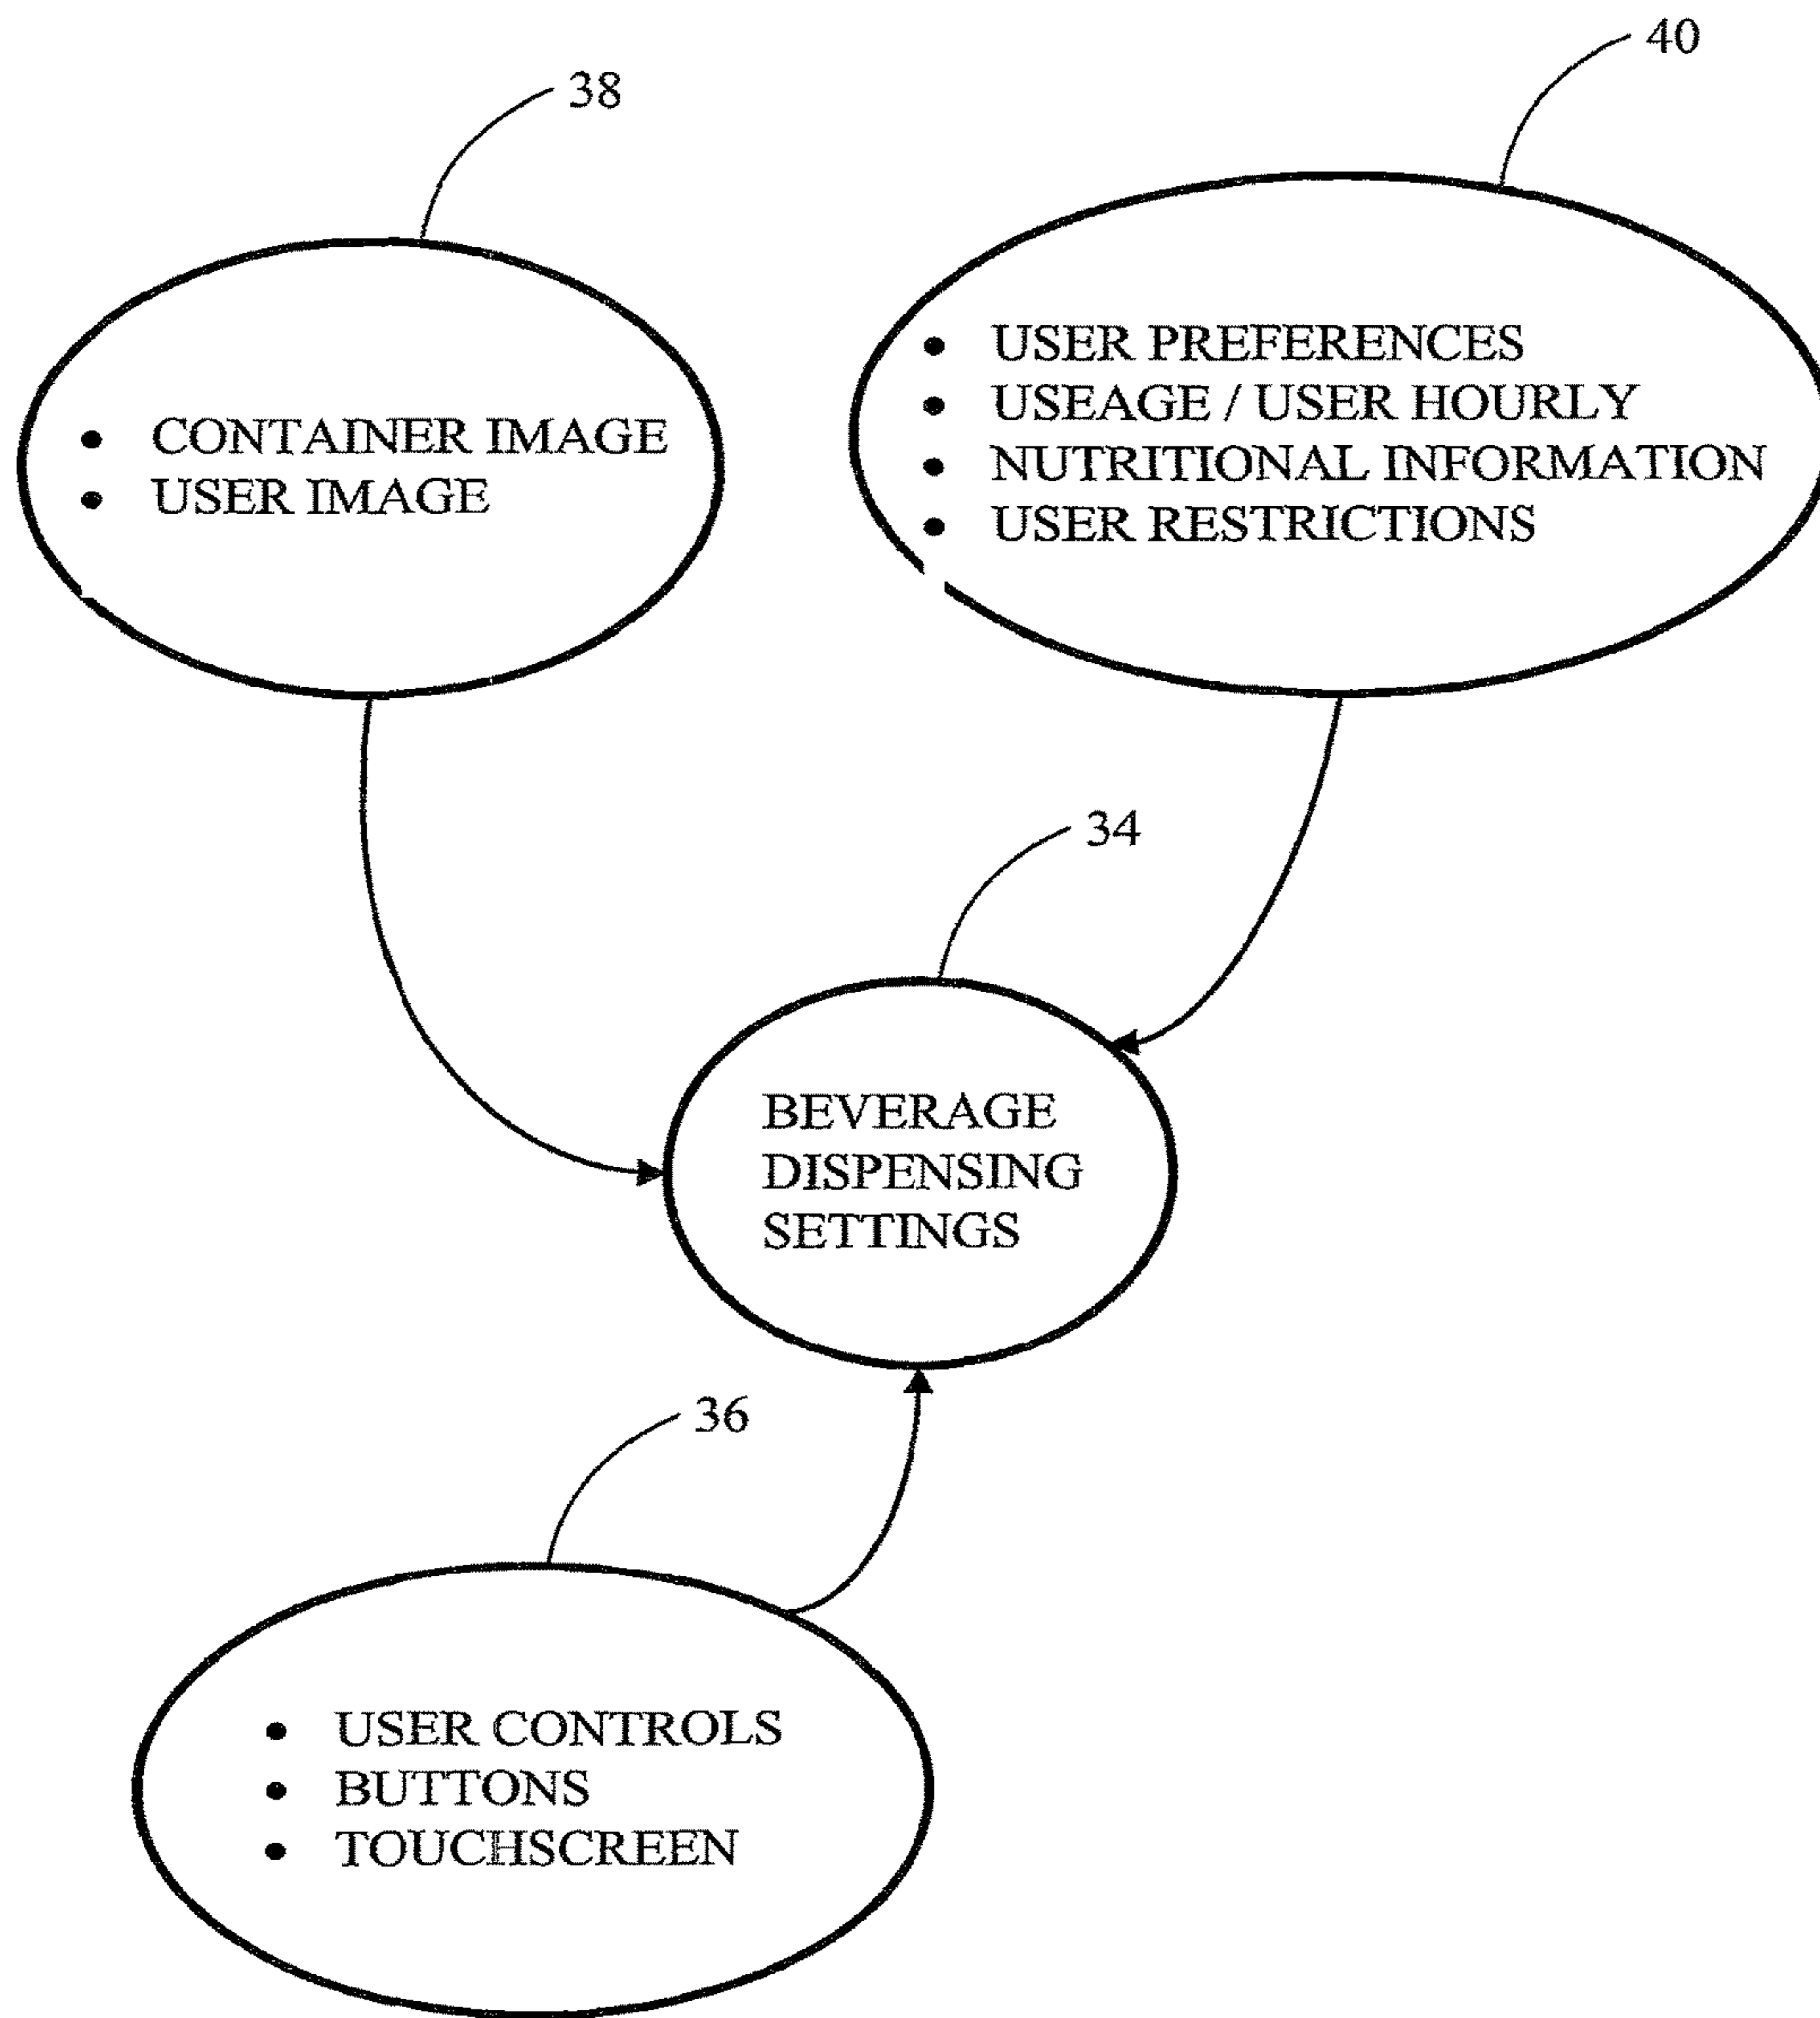 40
38
• USER PREFERENCES
• USEAGE / USER HOURLY
• NUTRITIONAL INFORMATION
• USER RESTRICTIONS
• CONTAINER IMAGE
• USER IMAGE
34
BEVERAGE
DISPENSING
SETTINGS
36
• USER CONTROLS
• BUTTONS
• TOUCHSCREEN